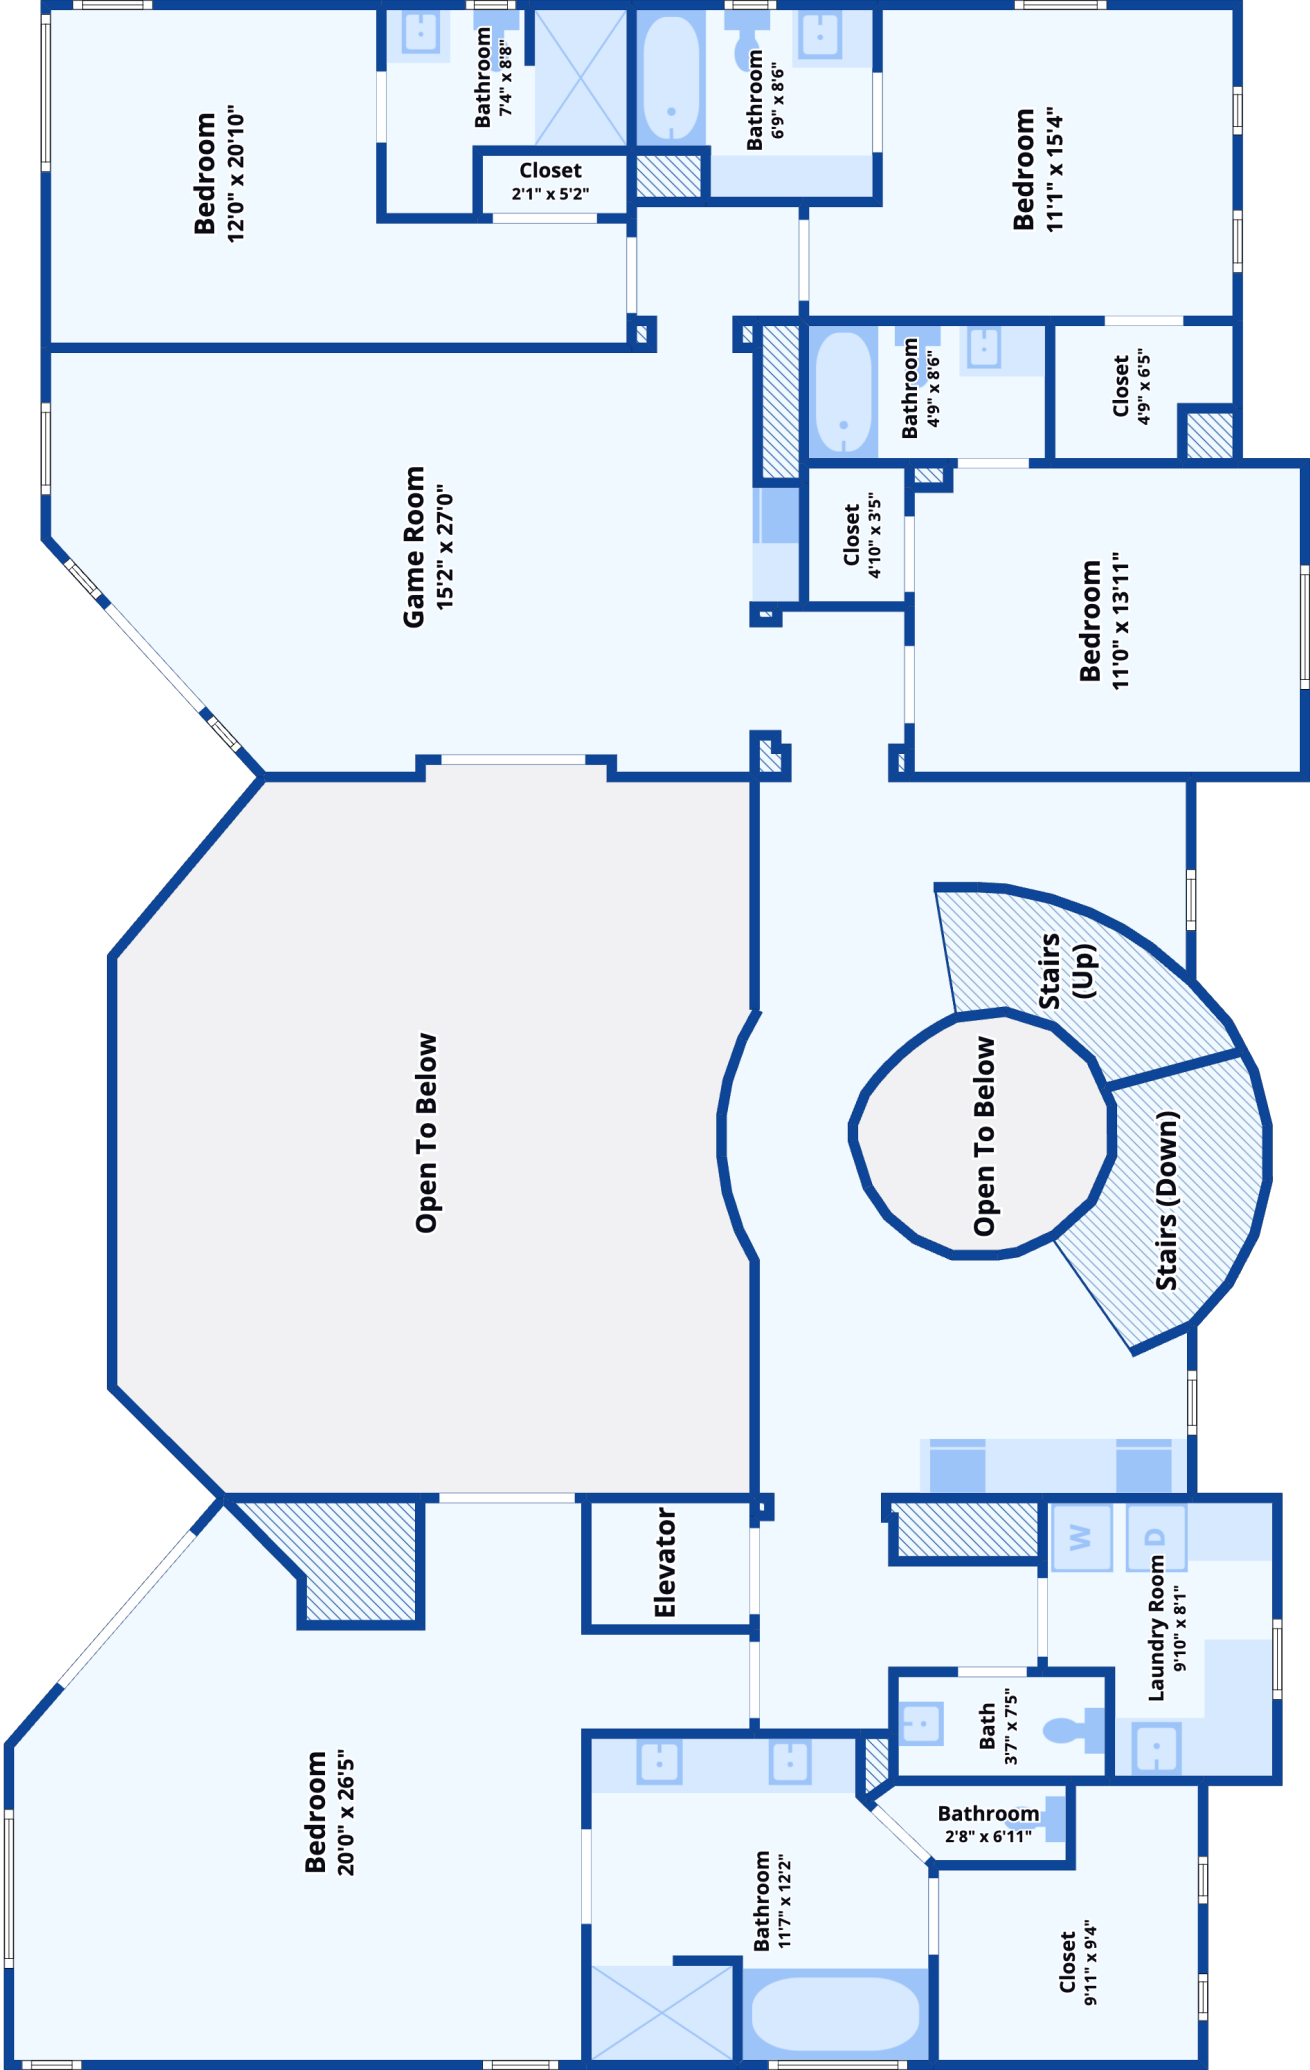 Bedroom
12'0" x 20'10"
Bathroom
7'4" x 8'8"
Closet
2'1" x 5'2"
Bathroom
6'9" x 8'6"
Bedroom
11'1" x 15'4"
Game Room
15'2" x 27'0"
Bathroom
4'9" x 8'6"
Closet
4'9" x 6'5"
Closet
4'10" x 3'5"
Bedroom
11'0" x 13'11"
Stairs
(Up)
Open To Below
Open To Below
Stairs (Down)
Elevator
W
D
Laundry Room
9'10" x 8'1"
Bath
3'7" x 7'5"
Bedroom
20'0" x 26'5"
Bathroom
2'8" x 6'11"
Bathroom
11'7" x 12'2"
Closet
9'11" x 9'4"